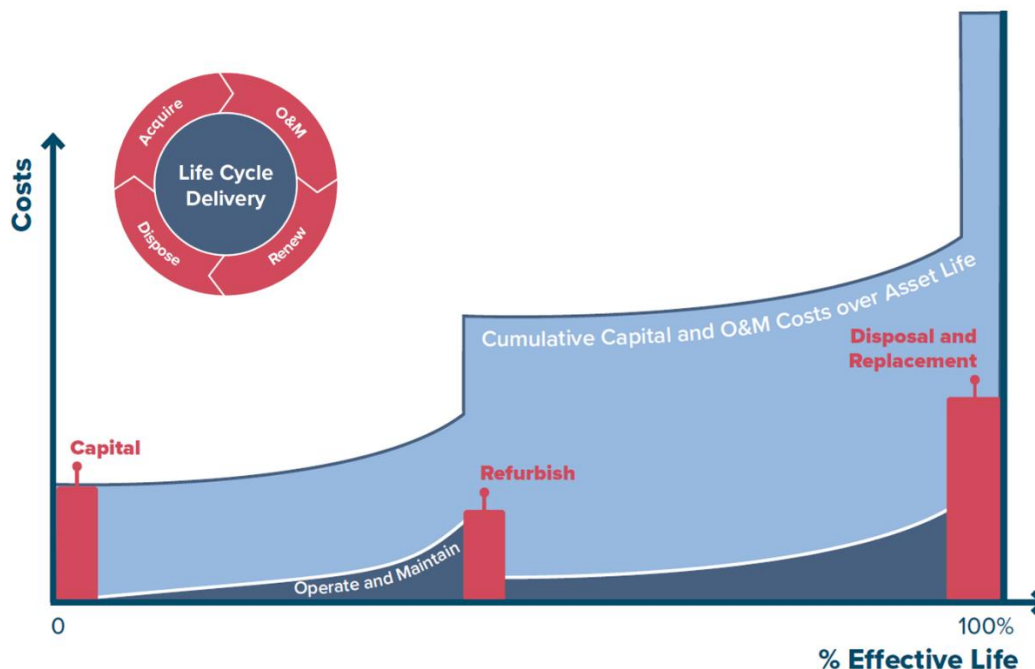 Costs
Acquire
O&M
Life Cycle
Delivery
Dispose
Renew
Cumulative Capital and O&M Costs over Asset Life
Disposal and
Replacement
Capital
Refurbish
Operate and Maintain
0
100%
% Effective Life